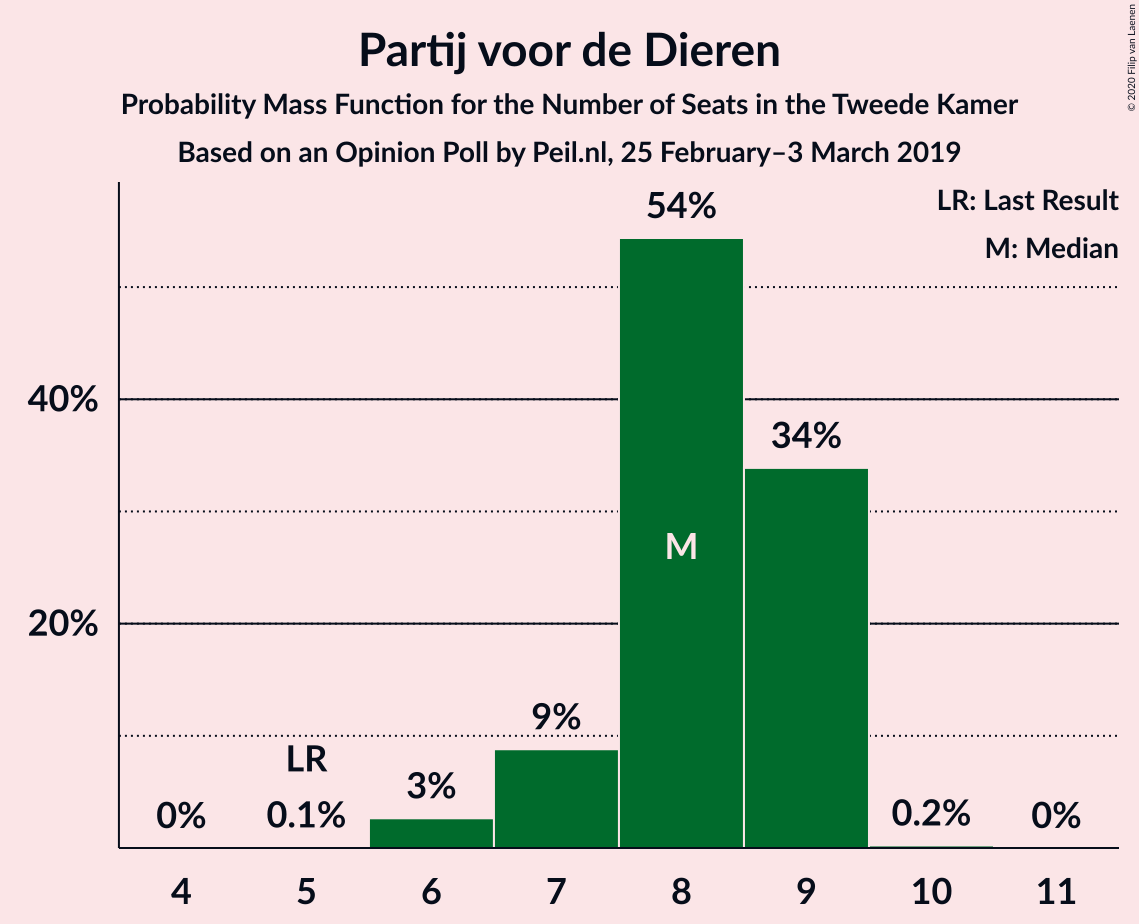 Partij voor de Dieren
Probability Mass Function for the Number of Seats in the Tweede Kamer
Based on an Opinion Poll by Peil.nl, 25 February–3 March 2019
© 2020 Filip van Laenen
LR: Last Result
M: Median
54%
40%
34%
M
20%
9%
LR
3%
0%
0.1%
0.2%
0%
4 5 6 7 8 9 10 11